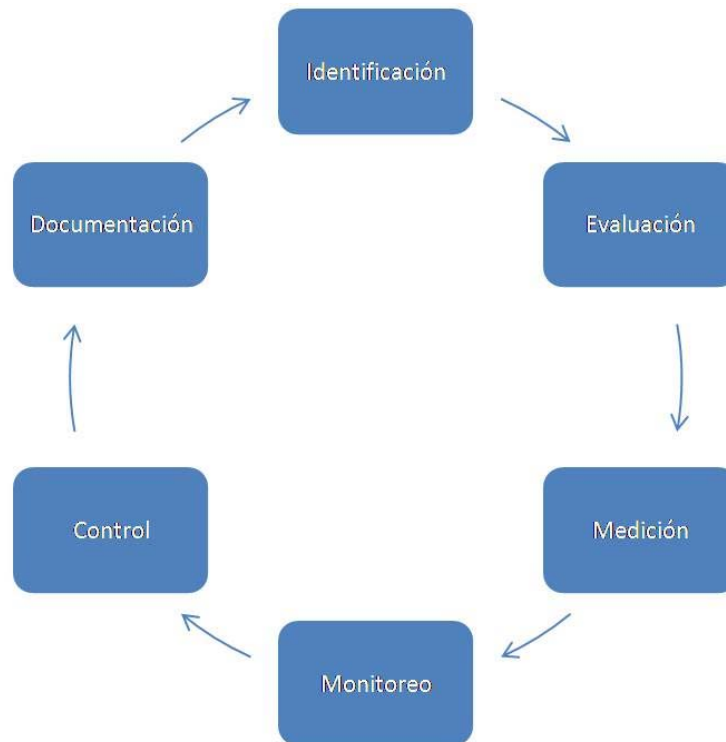 Identificación
Evaluación
Medición
Monitoreo
Control
Documentación